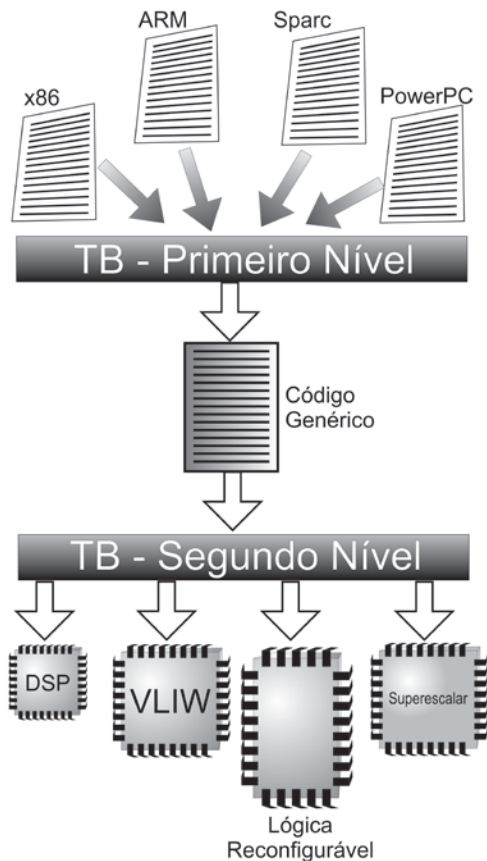 ARM
Sparc
x86
PowerPC
TB - Primeiro Nível
Código
Genérico
TB - Segundo Nível
DSP
VLIW
Superescalar
Lógica
Reconfigurável